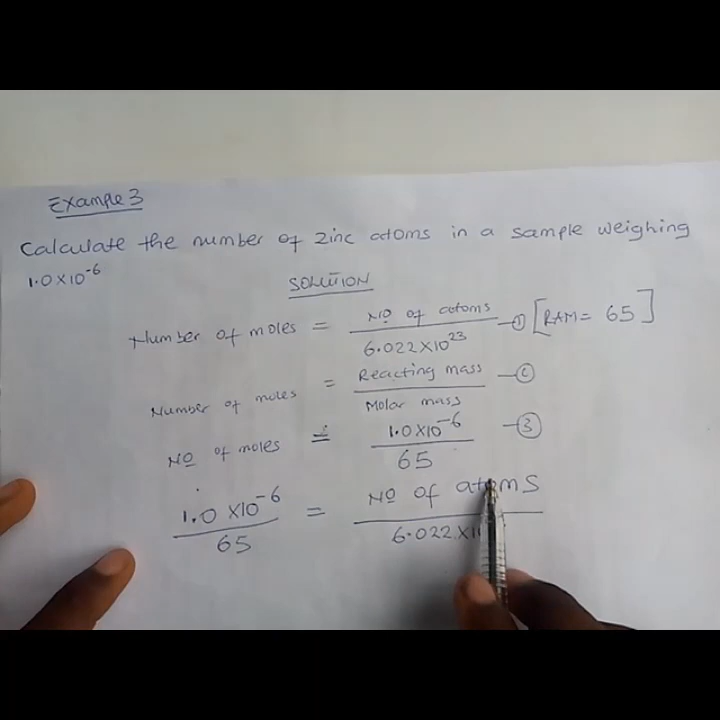 Example 3
Calculate the number of zinc atoms in a sample weighing
1.0×10⁻⁶
SOLUTION
Number of moles = No of atoms / 6.022×10²³ —① [RAM = 65]
Number of moles = Reacting mass / Molar mass —②
No of moles = 1.0×10⁻⁶ / 65 —③
1.0×10⁻⁶ / 65 = No of atoms / 6.022×1